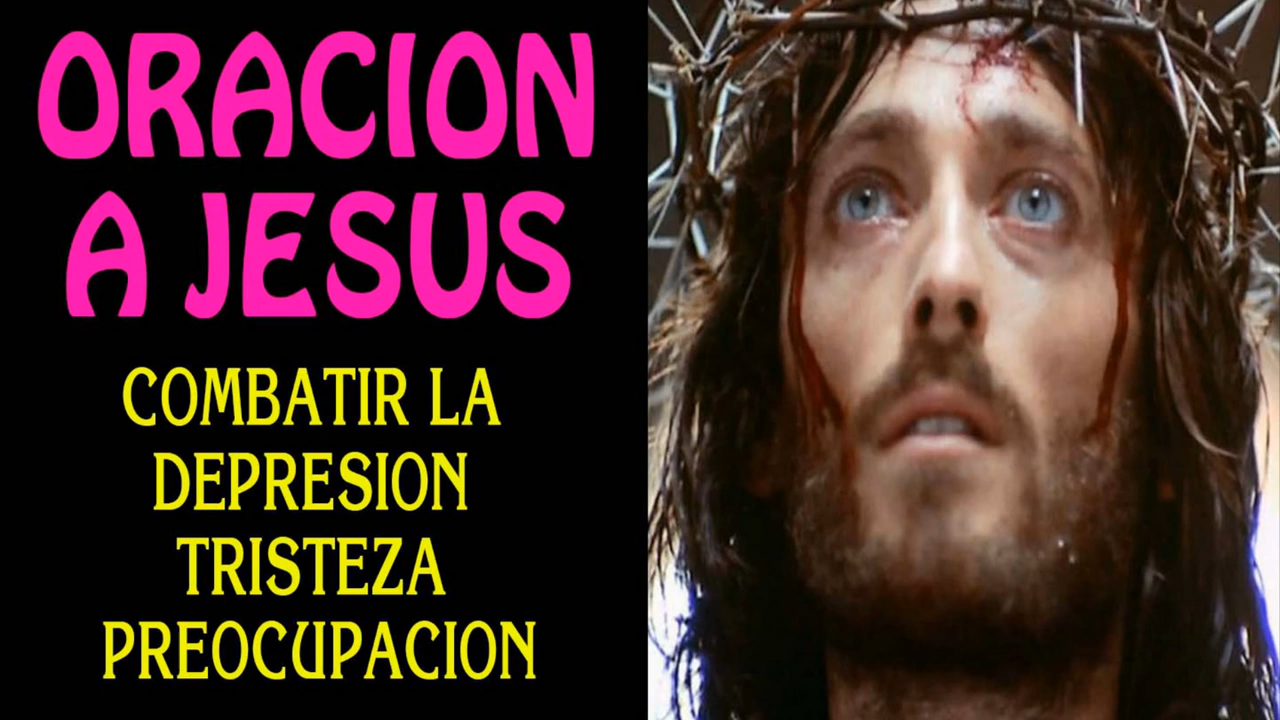 ORACION
A JESUS
COMBATIR LA
DEPRESION
TRISTEZA
PREOCUPACION